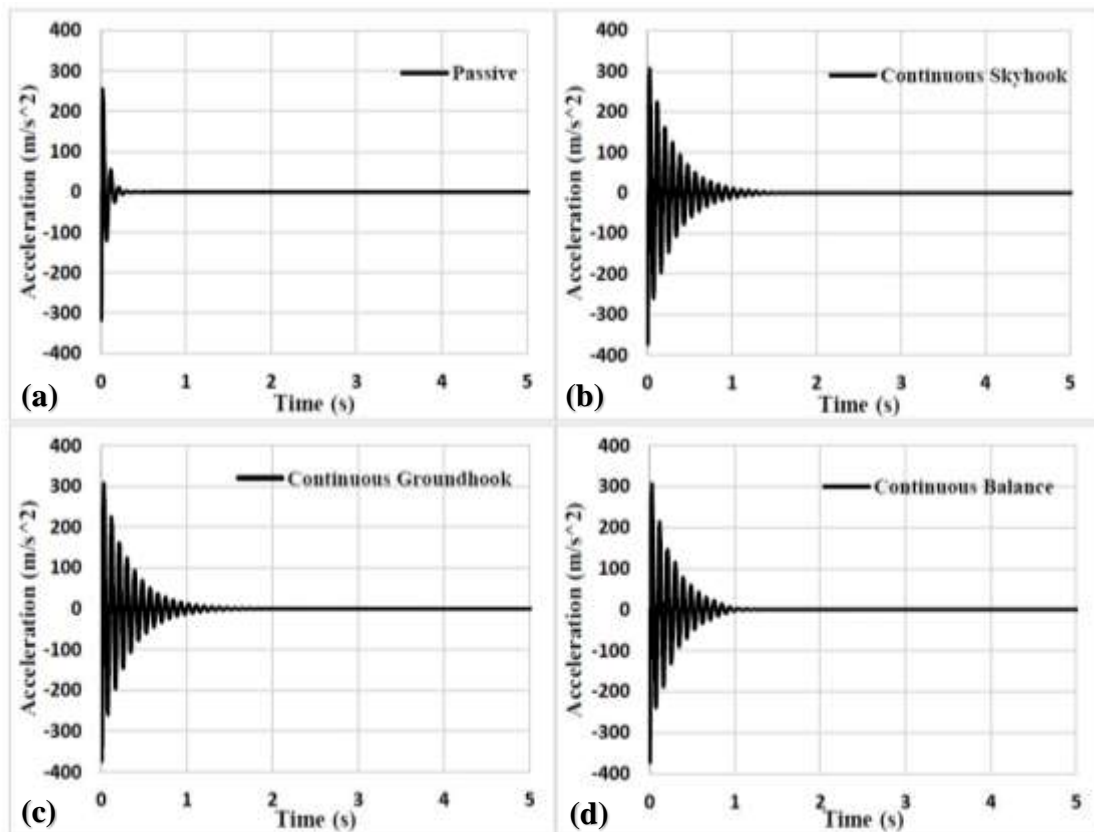 400
300
200
100
0
-100
-200
-300
-400
Acceleration (m/s^2)
Passive
0 1 2 3 4 5
Time (s)
(a)
400
300
200
100
0
-100
-200
-300
-400
Acceleration (m/s^2)
Continuous Skyhook
0 1 2 3 4 5
Time (s)
(b)
400
300
200
100
0
-100
-200
-300
-400
Acceleration (m/s^2)
Continuous Groundhook
0 1 2 3 4 5
Time (s)
(c)
400
300
200
100
0
-100
-200
-300
-400
Acceleration (m/s^2)
Continuous Balance
0 1 2 3 4 5
Time (s)
(d)